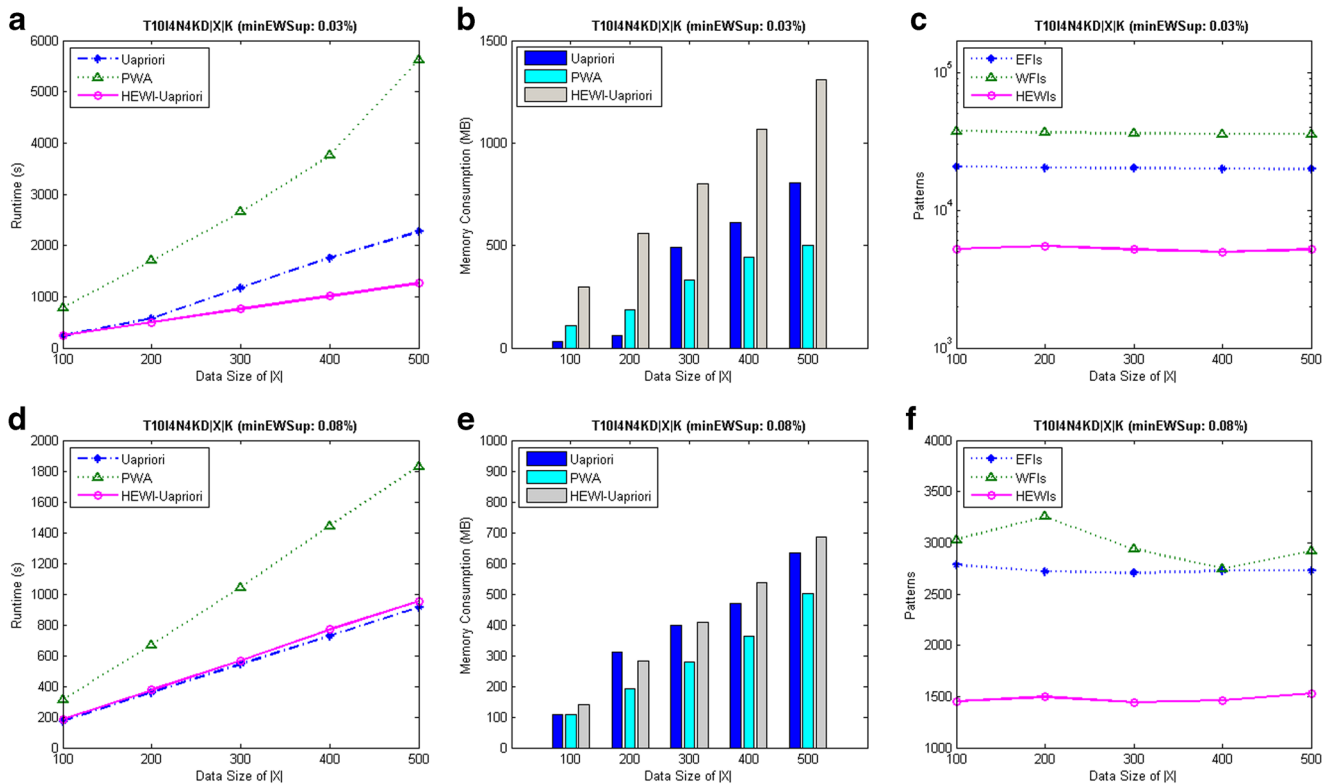 a
T10I4N4KD|X|K (minEWSup: 0.03%)
6000
5000
4000
3000
2000
1000
0
Runtime (s)
Uapriori
PWA
HEWI-Uapriori
100 200 300 400 500
Data Size of |X|
b
T10I4N4KD|X|K (minEWSup: 0.03%)
1500
1000
500
0
Memory Consumption (MB)
Uapriori
PWA
HEWI-Uapriori
100 200 300 400 500
Data Size of |X|
c
T10I4N4KD|X|K (minEWSup: 0.03%)
10^5
10^4
10^3
Patterns
EFIs
WFIs
HEWIs
100 200 300 400 500
Data Size of |X|
d
T10I4N4KD|X|K (minEWSup: 0.08%)
2000
1800
1600
1400
1200
1000
800
600
400
200
0
Runtime (s)
Uapriori
PWA
HEWI-Uapriori
100 200 300 400 500
Data Size of |X|
e
T10I4N4KD|X|K (minEWSup: 0.08%)
1000
900
800
700
600
500
400
300
200
100
0
Memory Consumption (MB)
Uapriori
PWA
HEWI-Uapriori
100 200 300 400 500
Data Size of |X|
f
T10I4N4KD|X|K (minEWSup: 0.08%)
4000
3500
3000
2500
2000
1500
1000
Patterns
EFIs
WFIs
HEWIs
100 200 300 400 500
Data Size of |X|